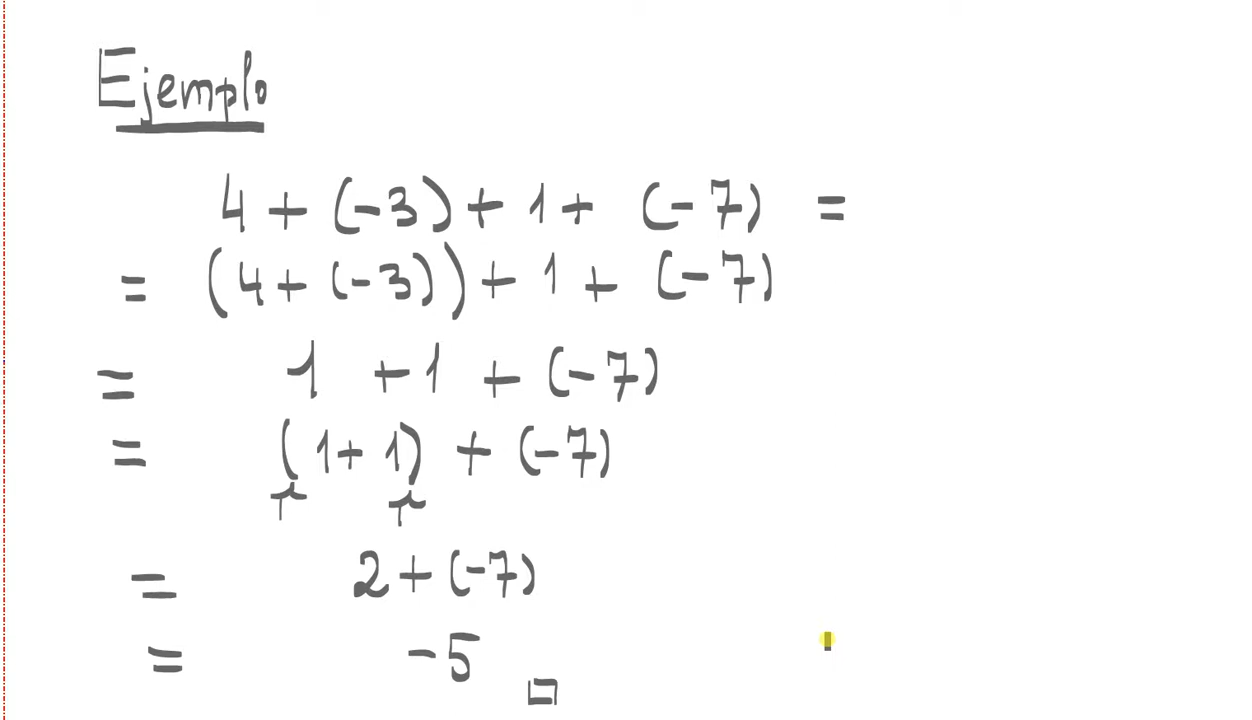 Ejemplo
4 + (-3) + 1 + (-7) =
= (4 + (-3)) + 1 + (-7)
= 1 + 1 + (-7)
= (1 + 1) + (-7)
= 2 + (-7)
= -5 □